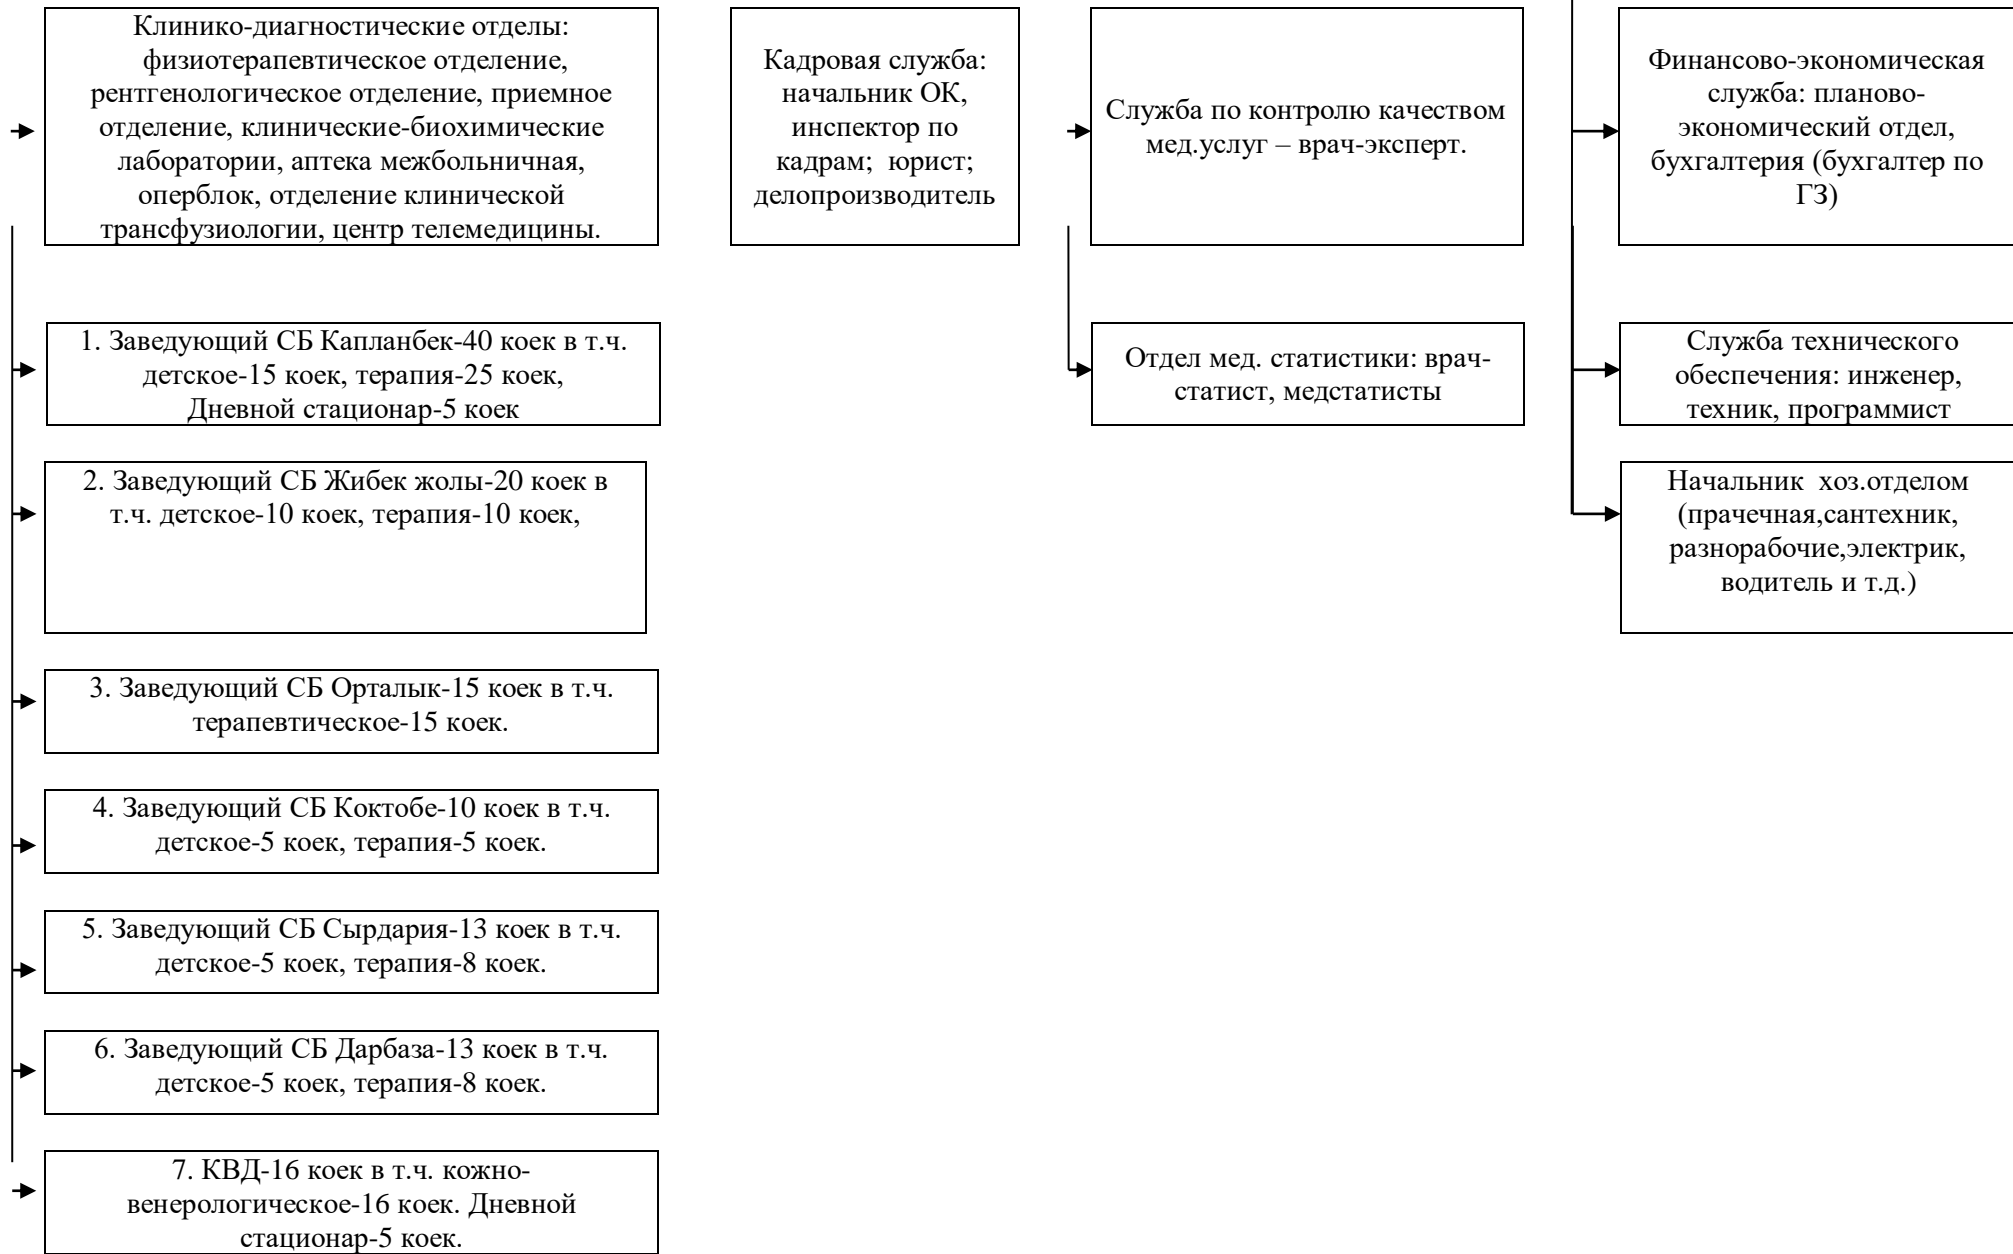 Клинико-диагностические отделы:
физиотерапевтическое отделение,
рентгенологическое отделение, приемное
отделение, клинические-биохимические
лаборатории, аптека межбольничная,
оперблок, отделение клинической
трансфузиологии, центр телемедицины.
Кадровая служба:
начальник ОК,
инспектор по
кадрам;  юрист;
делопроизводитель
Служба по контролю качеством
мед.услуг – врач-эксперт.
Финансово-экономическая
служба: планово-
экономический отдел,
бухгалтерия (бухгалтер по
ГЗ)
1. Заведующий СБ Капланбек-40 коек в т.ч.
детское-15 коек, терапия-25 коек,
Дневной стационар-5 коек
Отдел мед. статистики: врач-
статист, медстатисты
Служба технического
обеспечения: инженер,
техник, программист
2. Заведующий СБ Жибек жолы-20 коек в
т.ч. детское-10 коек, терапия-10 коек,
Начальник  хоз.отделом
(прачечная,сантехник,
разнорабочие,электрик,
водитель и т.д.)
3. Заведующий СБ Орталык-15 коек в т.ч.
терапевтическое-15 коек.
4. Заведующий СБ Коктобе-10 коек в т.ч.
детское-5 коек, терапия-5 коек.
5. Заведующий СБ Сырдария-13 коек в т.ч.
детское-5 коек, терапия-8 коек.
6. Заведующий СБ Дарбаза-13 коек в т.ч.
детское-5 коек, терапия-8 коек.
7. КВД-16 коек в т.ч. кожно-
венерологическое-16 коек. Дневной
стационар-5 коек.